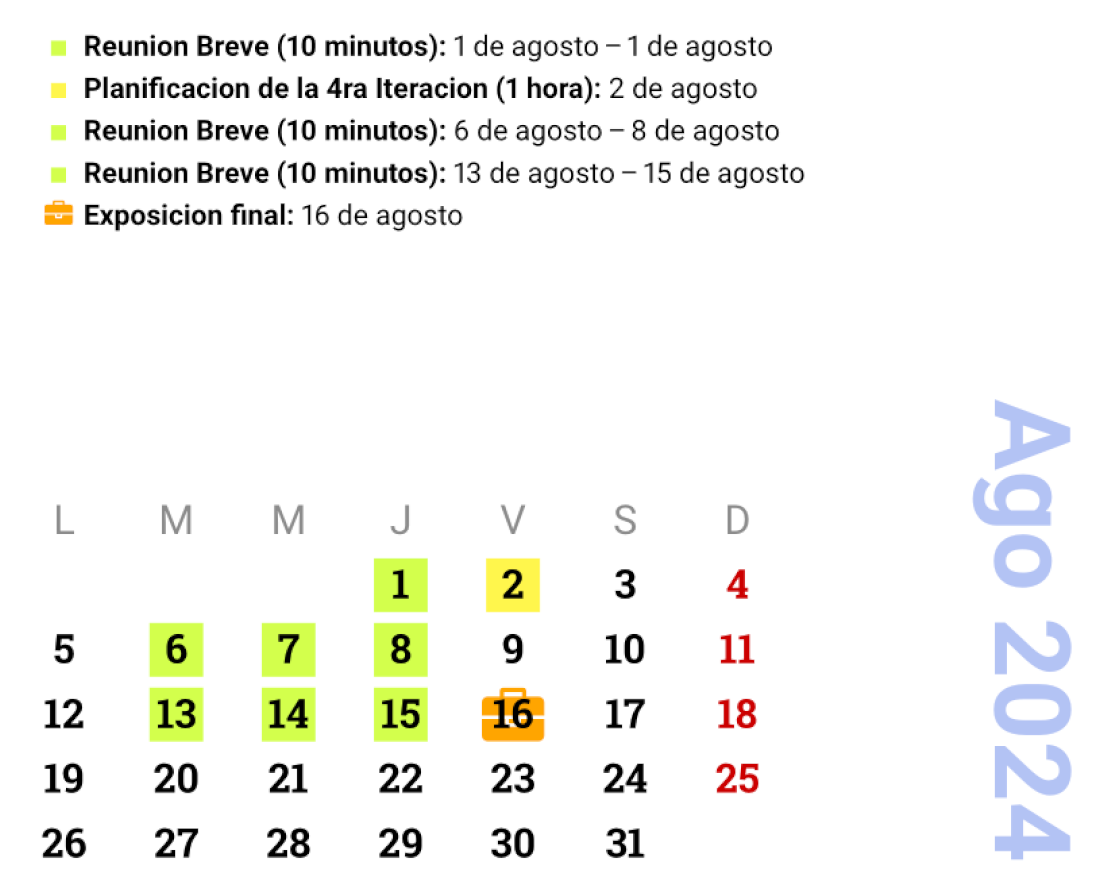 Reunion Breve (10 minutos): 1 de agosto – 1 de agosto
Planificacion de la 4ra Iteracion (1 hora): 2 de agosto
Reunion Breve (10 minutos): 6 de agosto – 8 de agosto
Reunion Breve (10 minutos): 13 de agosto – 15 de agosto
Exposicion final: 16 de agosto
Ago 2024
L M M J V S D
1 2 3 4
5 6 7 8 9 10 11
12 13 14 15 16 17 18
19 20 21 22 23 24 25
26 27 28 29 30 31